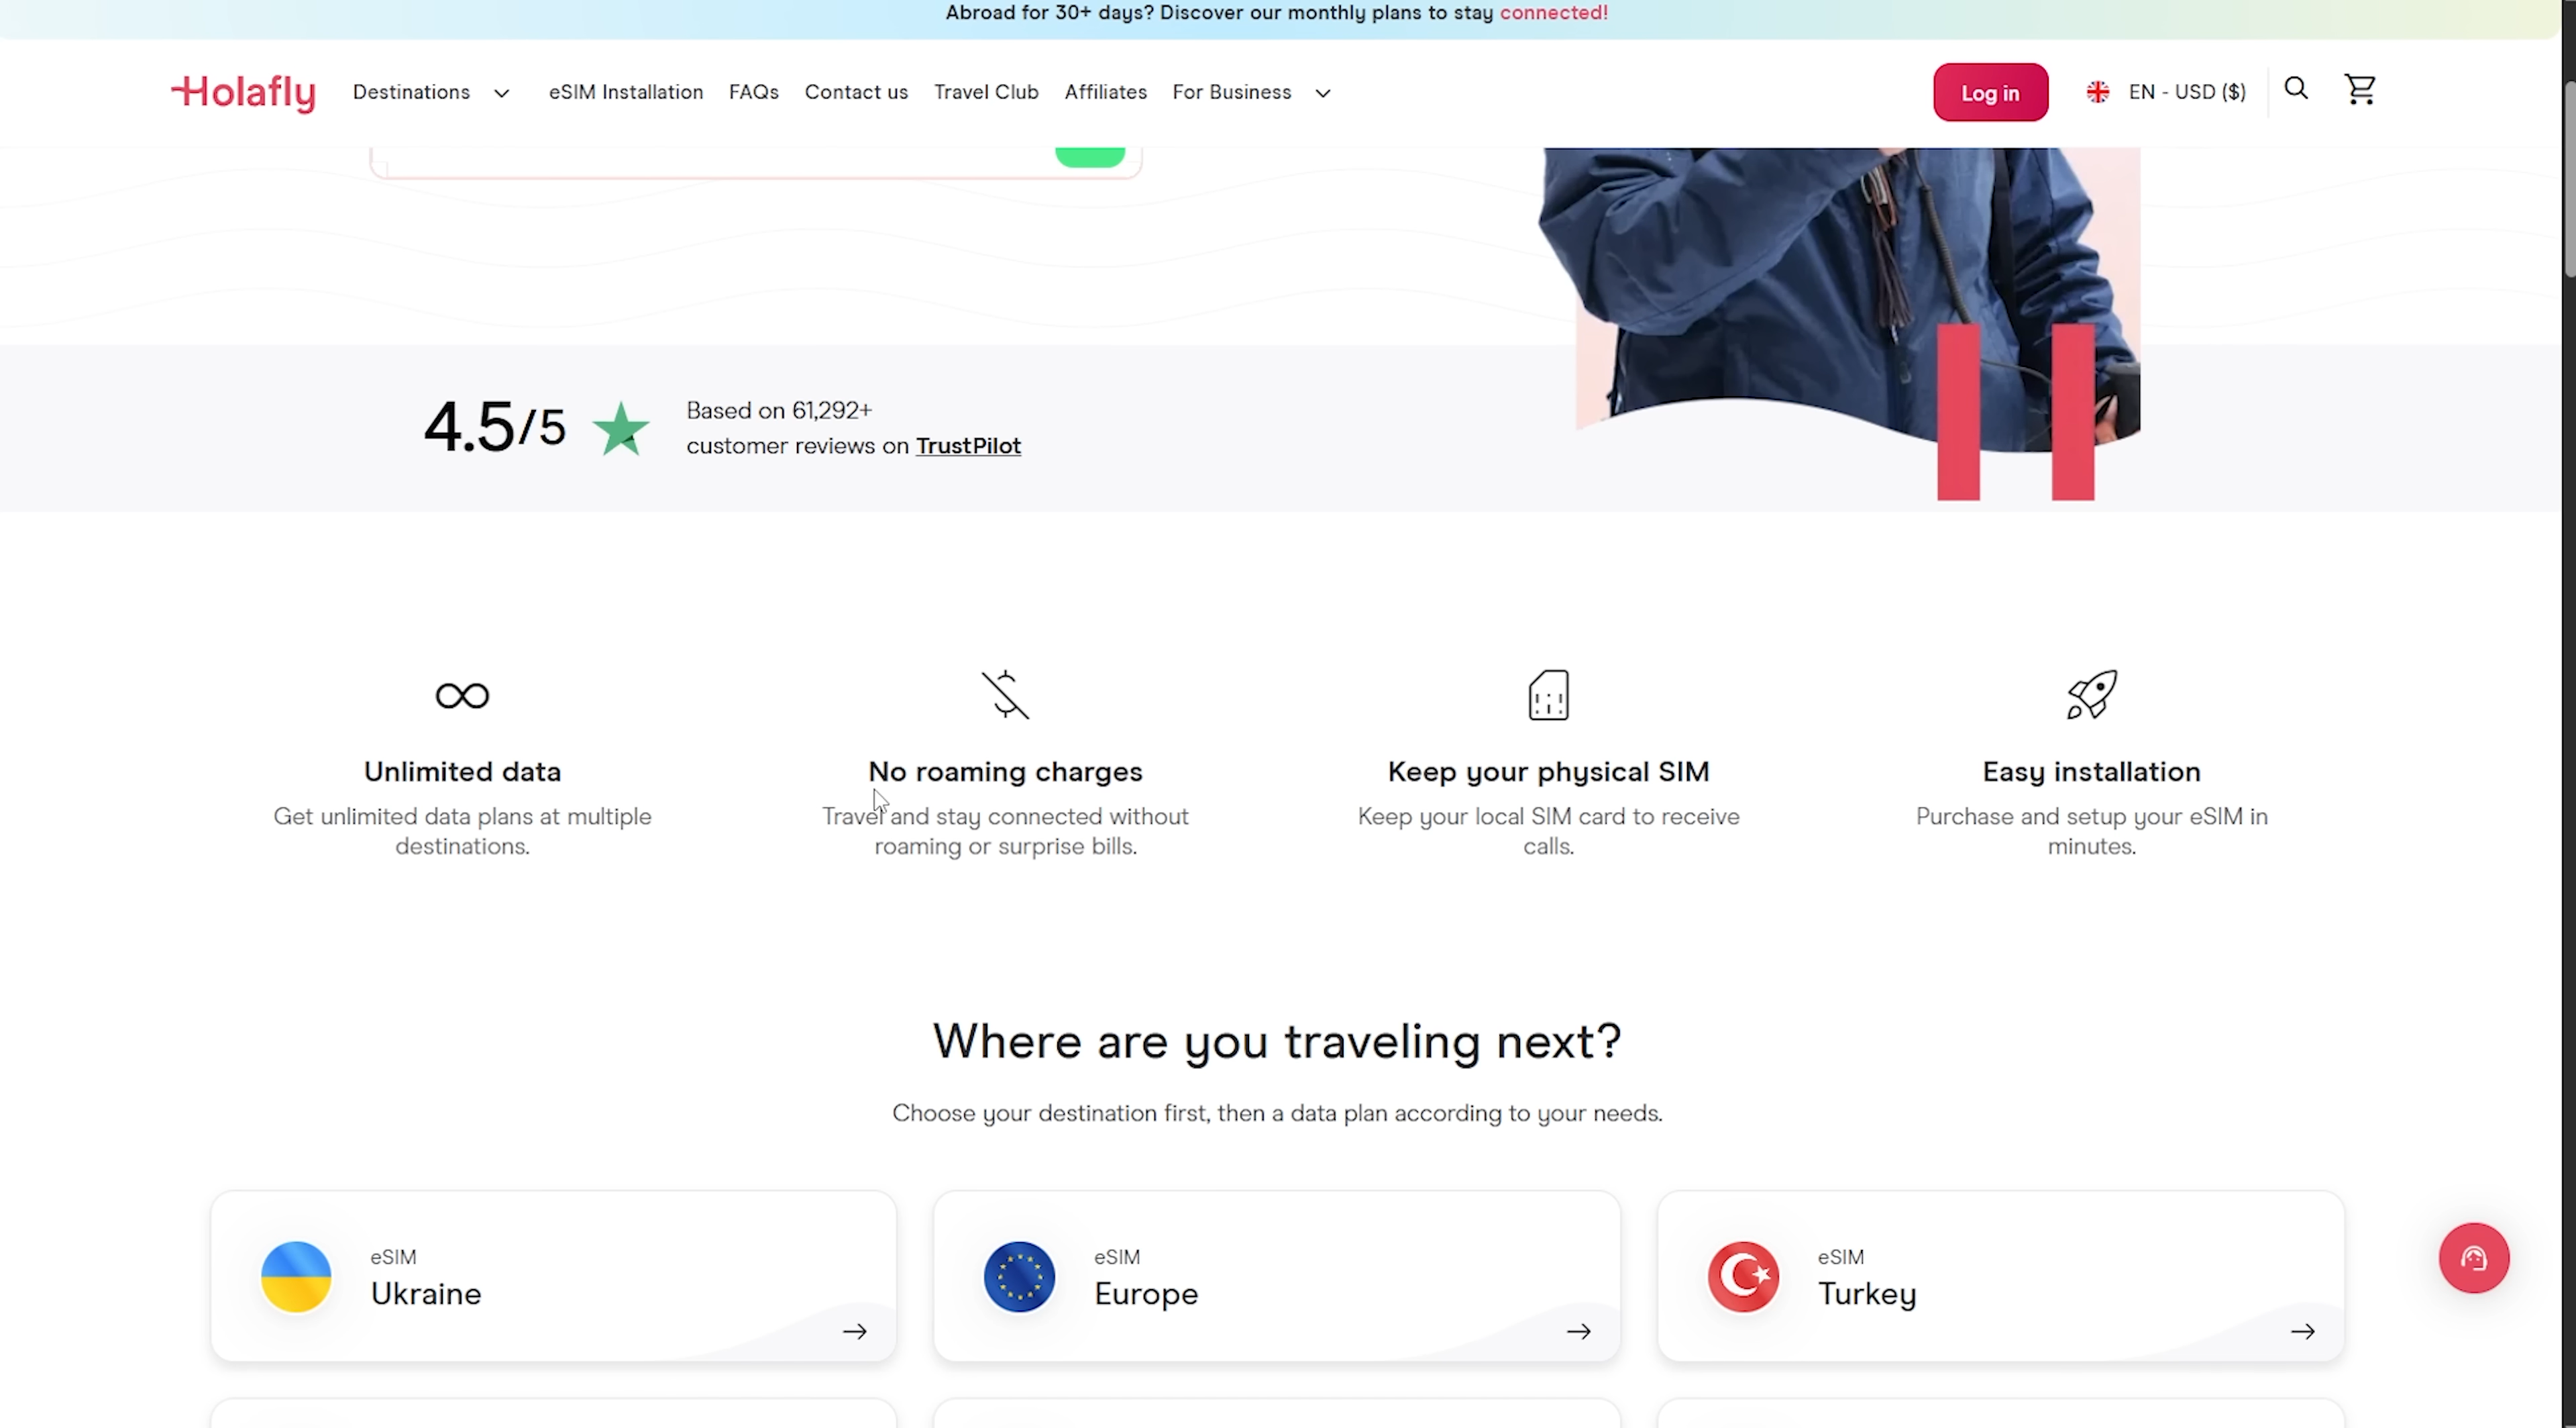 Abroad for 30+ days? Discover our monthly plans to stay connected!
Holafly
Destinations
eSIM Installation
FAQs
Contact us
Travel Club
Affiliates
For Business
Log in
EN - USD ($)
4.5/5
Based on 61,292+
customer reviews on TrustPilot
Unlimited data
Get unlimited data plans at multiple
destinations.
No roaming charges
Travel and stay connected without
roaming or surprise bills.
Keep your physical SIM
Keep your local SIM card to receive
calls.
Easy installation
Purchase and setup your eSIM in
minutes.
Where are you traveling next?
Choose your destination first, then a data plan according to your needs.
eSIM
Ukraine
eSIM
Europe
eSIM
Turkey